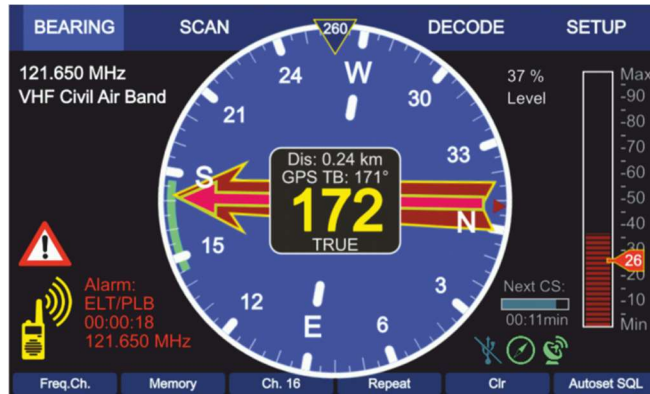 BEARING
SCAN
260
DECODE
SETUP
121.650 MHz
VHF Civil Air Band
24
W
30
21
33
S
N
15
3
12
E
6
Dis: 0.24 km
GPS TB: 171°
172
TRUE
37 %
Level
Max
-90
-80
-70
-60
-50
-40
-30
26
-20
-10
Min
Alarm:
ELT/PLB
00:00:18
121.650 MHz
Next CS:
00:11min
Freq.Ch.
Memory
Ch. 16
Repeat
Clr
Autoset SQL